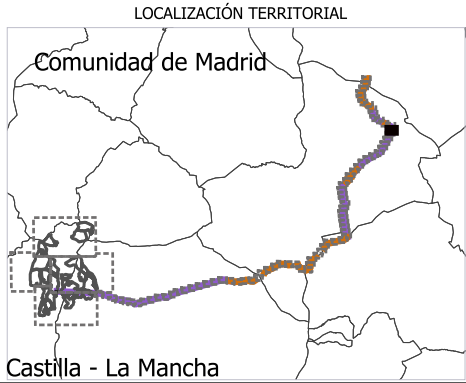 LOCALIZACIÓN TERRITORIAL
Comunidad de Madrid
Castilla - La Mancha